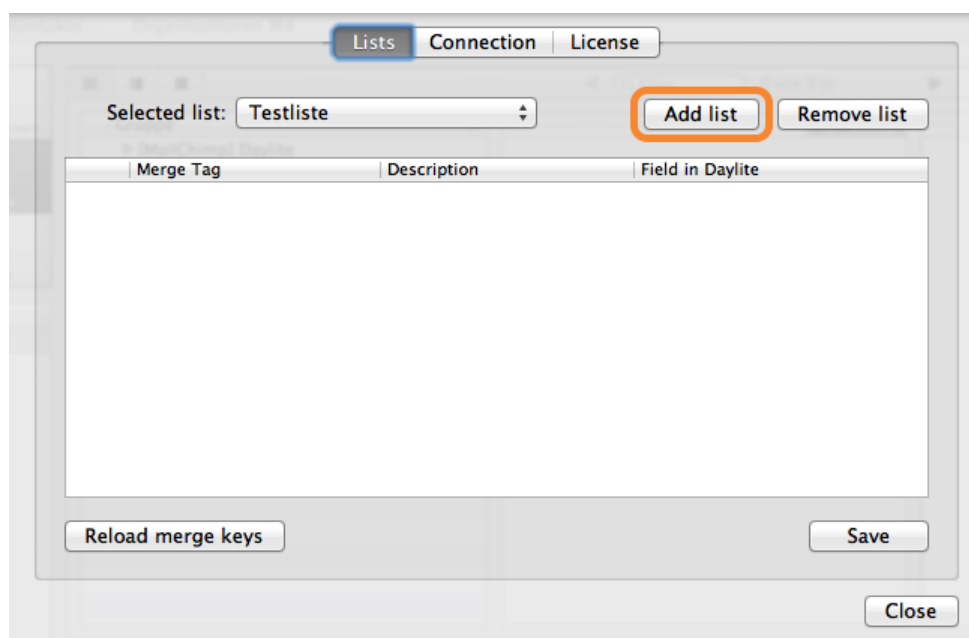 Lists Connection License
Selected list: Testliste Add list Remove list
Merge Tag Description Field in Daylite
Reload merge keys Save
Close